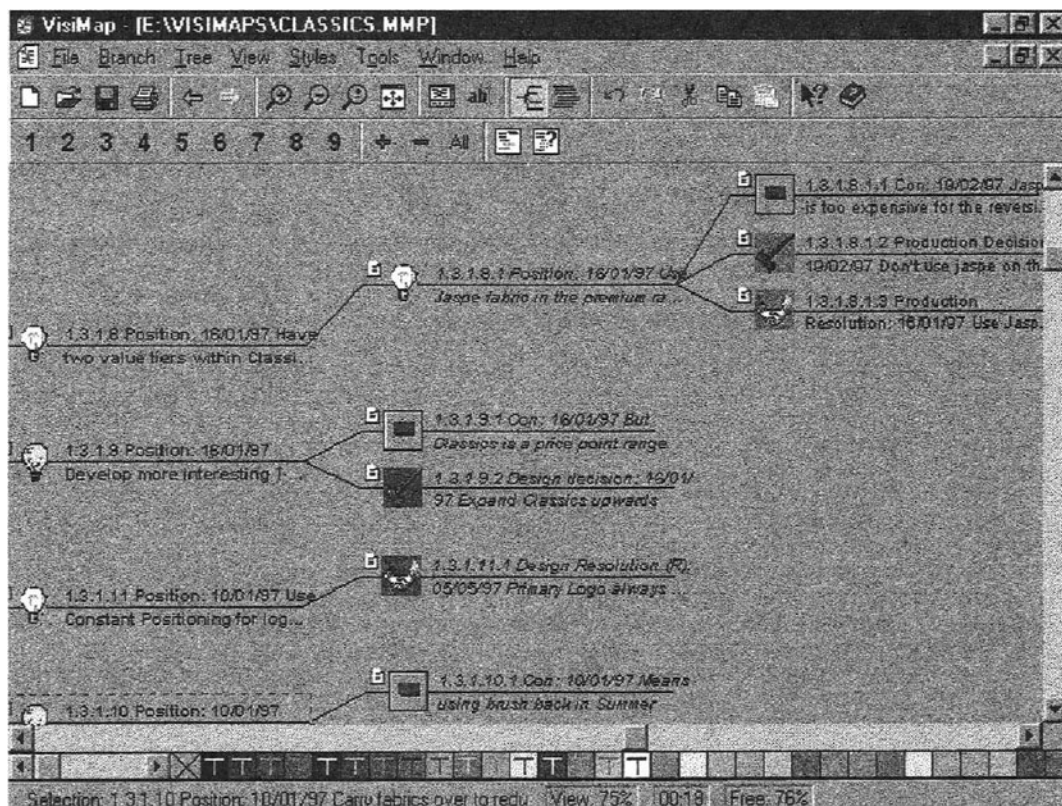 VisiMap - [E:\VISIMAPS\CLASSICS.MMP]
File Branch Tree View Styles Tools Window Help
ab
1 2 3 4 5 6 7 8 9 + - All
1.3.1.8.1.1 Con: 19/02/97 Jasp
is too expensive for the reversi...
1.3.1.8.1.2 Production Decision
19/02/97 Don't use jaspe on th...
1.3.1.8.1 Position: 16/01/97 Use
Jaspe fabric in the premium ra...
1.3.1.8.1.3 Production
Resolution: 16/01/97 Use Jasp...
1.3.1.8 Position: 16/01/97 Have
two value tiers within Classi...
1.3.1.9.1 Con: 16/01/97 But
Classics is a price point range
1.3.1.9 Position: 16/01/97
Develop more interesting
1.3.1.9.2 Design decision: 16/01/
97 Expand Classics upwards
1.3.1.11.1 Design Resolution (R):
05/05/97 Primary Logo always ...
1.3.1.11 Position: 10/01/97 Use
Constant Positioning for log...
1.3.1.10.1 Con: 10/01/97 Means
using brush back in Summer
1.3.1.10 Position: 10/01/97
Selection: 1.3.1.10 Position: 10/01/97 Carry fabrics over to redu View: 75% 00:18 Free: 76%